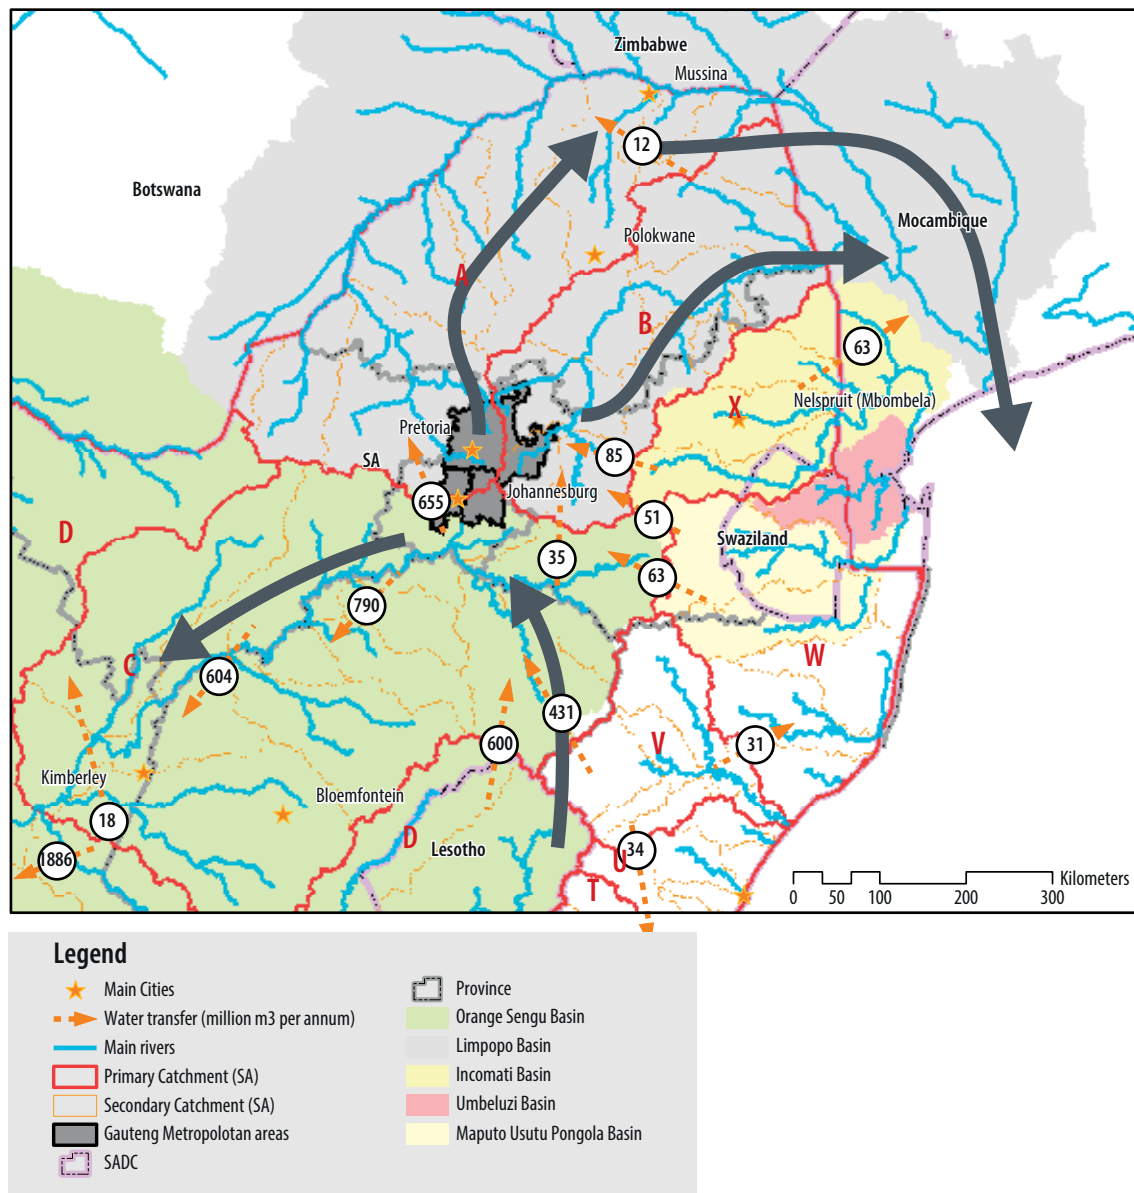 Zimbabwe
Mussina
12
Botswana
Mocambique
Polokwane
A
B
63
X
Nelspruit (Mbombela)
Pretoria
SA
85
655
Johannesburg
51
D
Swaziland
35
63
790
C
604
W
431
V
31
600
Kimberley
Bloemfontein
18
D
Lesotho
34
U
1886
T
Kilometers
0 50 100 200 300
Legend
Main Cities
Water transfer (million m3 per annum)
Main rivers
Primary Catchment (SA)
Secondary Catchment (SA)
Gauteng Metropolotan areas
SADC
Province
Orange Sengu Basin
Limpopo Basin
Incomati Basin
Umbeluzi Basin
Maputo Usutu Pongola Basin